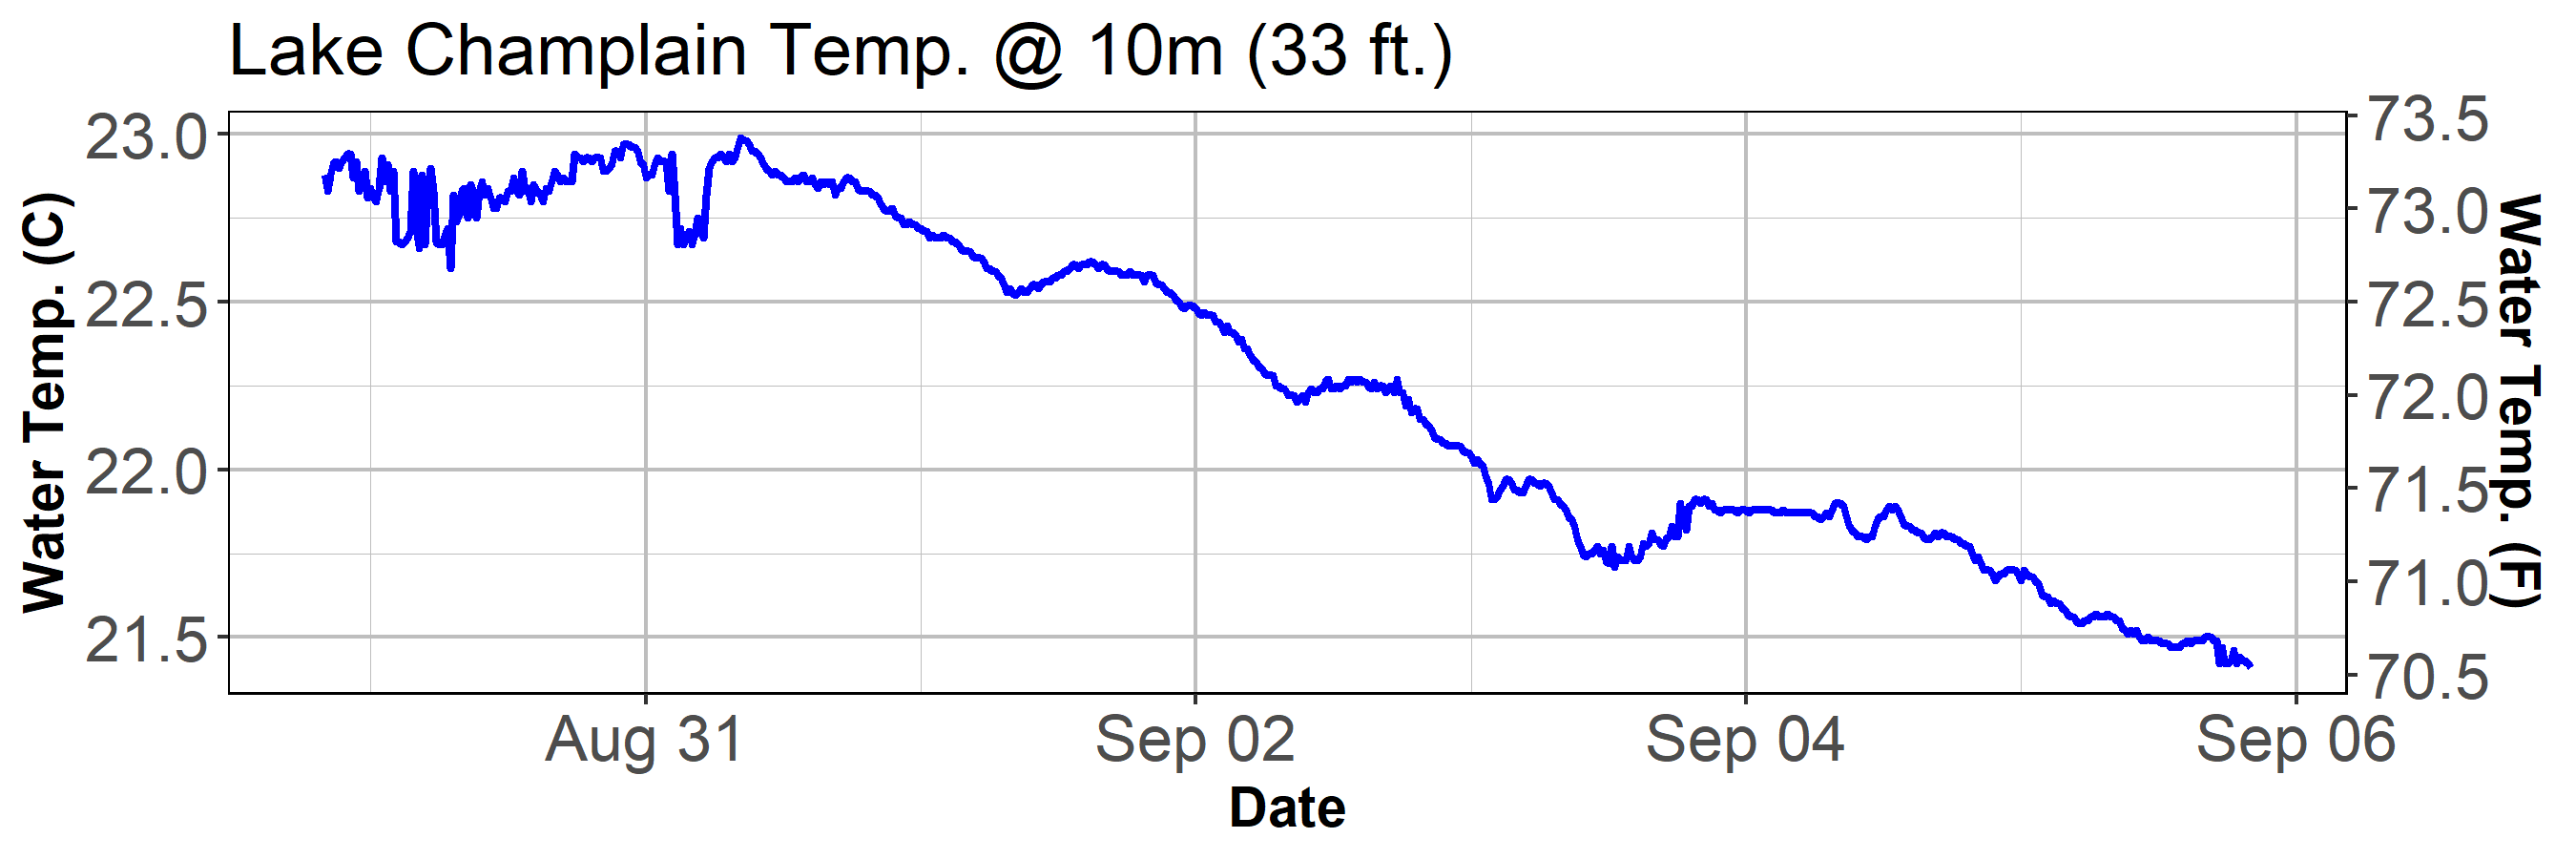 Lake Champlain Temp. @ 10m (33 ft.)
Water Temp. (C)
23.0
22.5
22.0
21.5
73.5
73.0
72.5
72.0
71.5
71.0
70.5
Water Temp. (F)
Aug 31
Sep 02
Sep 04
Sep 06
Date